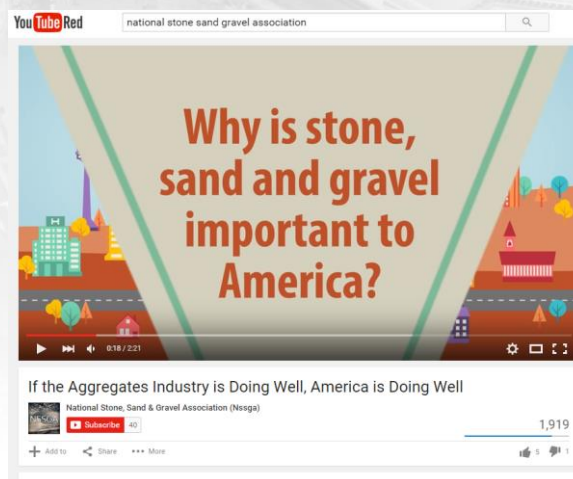 YouTube Red
national stone sand gravel association
Why is stone,
sand and gravel
important to
America?
H
0:18 / 2:21
If the Aggregates Industry is Doing Well, America is Doing Well
National Stone, Sand & Gravel Association (Nssga)
Subscribe 40
1,919
Add to Share More
5 1